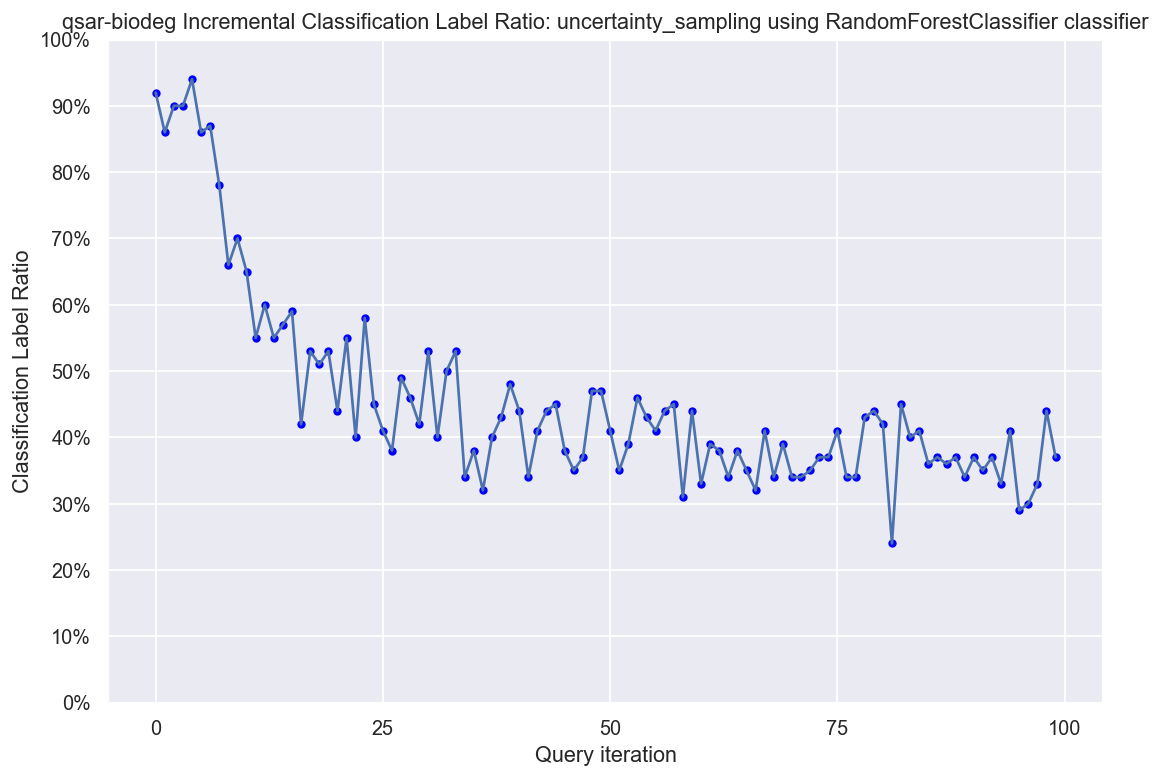 qsar-biodeg Incremental Classification Label Ratio: uncertainty_sampling using RandomForestClassifier classifier
100%
90%
80%
70%
60%
50%
40%
30%
20%
10%
0%
Classification Label Ratio
0 25 50 75 100
Query iteration